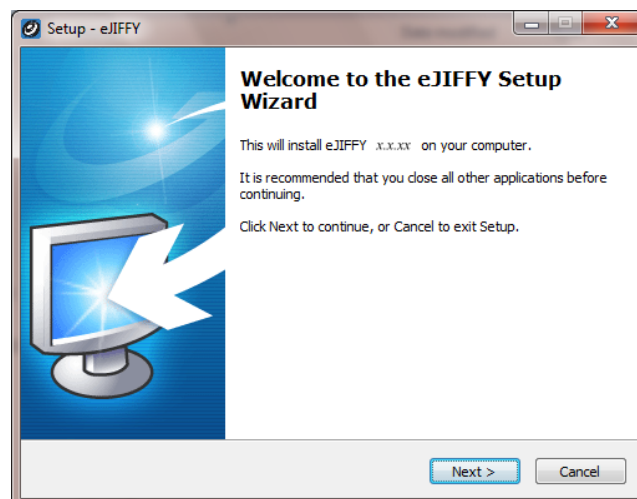 Setup - eJIFFY
Welcome to the eJIFFY Setup
Wizard
This will install eJIFFY x.x.xx on your computer.
It is recommended that you close all other applications before
continuing.
Click Next to continue, or Cancel to exit Setup.
Next >
Cancel